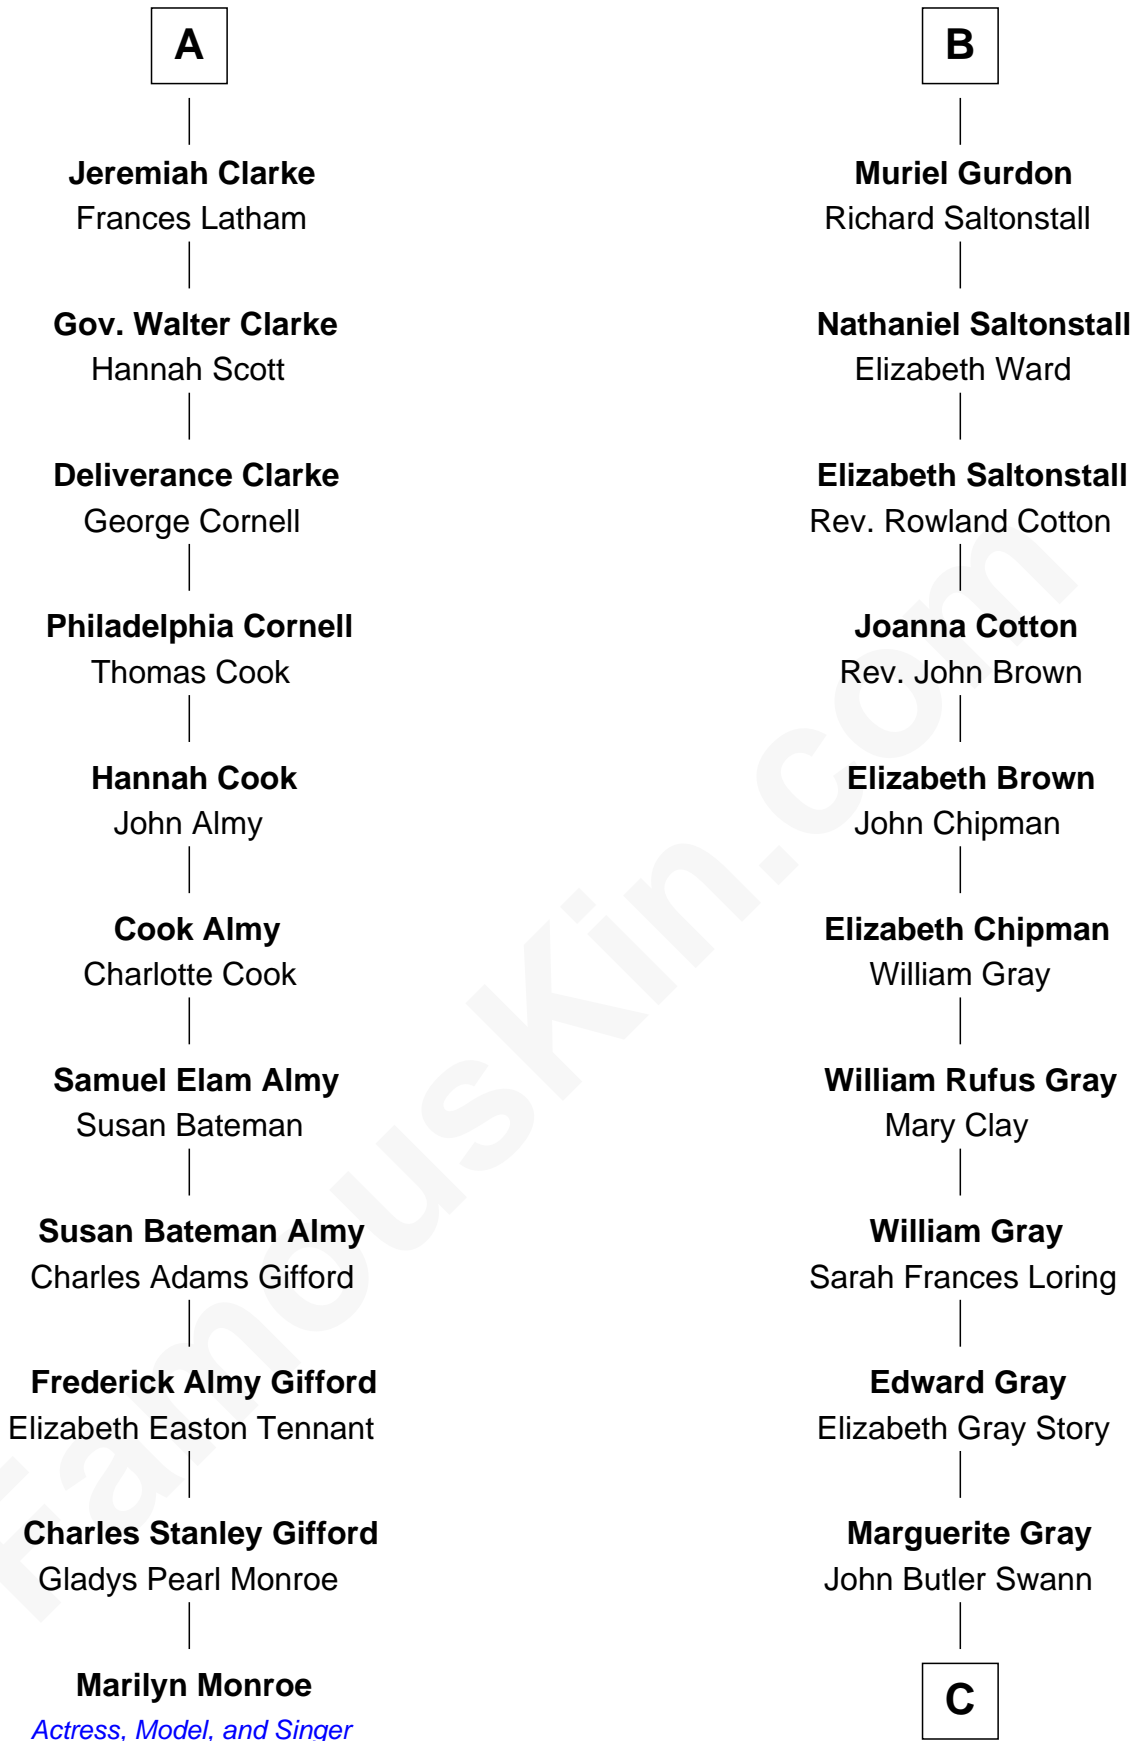 A
Jeremiah Clarke
Frances Latham
Gov. Walter Clarke
Hannah Scott
Deliverance Clarke
George Cornell
Philadelphia Cornell
Thomas Cook
Hannah Cook
John Almy
Cook Almy
Charlotte Cook
Samuel Elam Almy
Susan Bateman
Susan Bateman Almy
Charles Adams Gifford
Frederick Almy Gifford
Elizabeth Easton Tennant
Charles Stanley Gifford
Gladys Pearl Monroe
Marilyn Monroe
Actress, Model, and Singer
B
Muriel Gurdon
Richard Saltonstall
Nathaniel Saltonstall
Elizabeth Ward
Elizabeth Saltonstall
Rev. Rowland Cotton
Joanna Cotton
Rev. John Brown
Elizabeth Brown
John Chipman
Elizabeth Chipman
William Gray
William Rufus Gray
Mary Clay
William Gray
Sarah Frances Loring
Edward Gray
Elizabeth Gray Story
Marguerite Gray
John Butler Swann
C
FamousKin.com